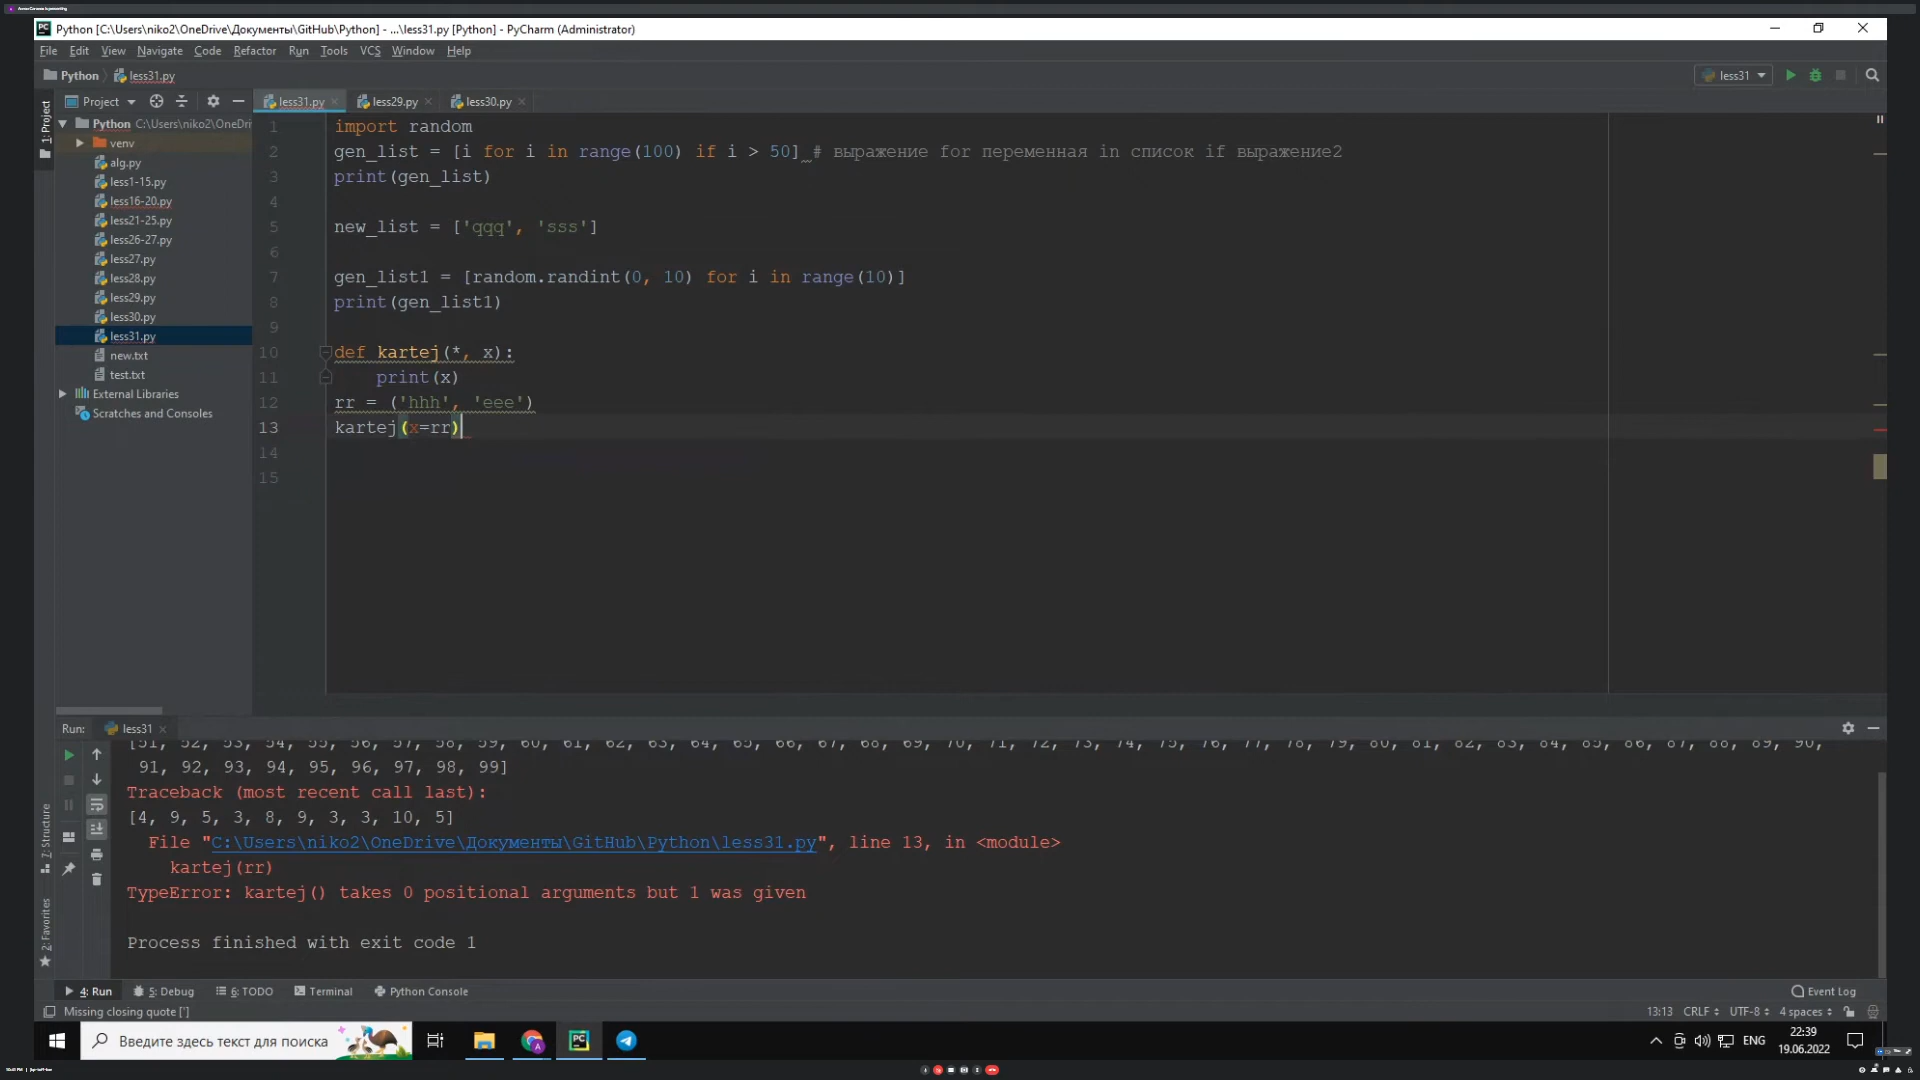 Python [C:\Users\niko2\OneDrive\Документы\GitHub\Python] - ...\less31.py [Python] - PyCharm (Administrator)
File Edit View Navigate Code Refactor Run Tools VCS Window Help
Python less31.py less31
1: Project
Project less31.py less29.py less30.py
Python C:\Users\niko2\OneDri
venv
alg.py
less1-15.py
less16-20.py
less21-25.py
less26-27.py
less27.py
less28.py
less29.py
less30.py
less31.py
new.txt
test.txt
External Libraries
Scratches and Consoles
1 import random
2 gen_list = [i for i in range(100) if i > 50] # выражение for переменная in список if выражение2
3 print(gen_list)
4
5 new_list = ['qqq', 'sss']
6
7 gen_list1 = [random.randint(0, 10) for i in range(10)]
8 print(gen_list1)
9
10 def kartej(*, x):
11 print(x)
12 rr = ('hhh', 'eee')
13 kartej(x=rr)
14
15
Run: less31
[51, 52, 53, 54, 55, 56, 57, 58, 59, 60, 61, 62, 63, 64, 65, 66, 67, 68, 69, 70, 71, 72, 73, 74, 75, 76, 77, 78, 79, 80, 81, 82, 83, 84, 85, 86, 87, 88, 89, 90,
91, 92, 93, 94, 95, 96, 97, 98, 99]
Traceback (most recent call last):
[4, 9, 5, 3, 8, 9, 3, 3, 10, 5]
File "C:\Users\niko2\OneDrive\Документы\GitHub\Python\less31.py", line 13, in <module>
kartej(rr)
TypeError: kartej() takes 0 positional arguments but 1 was given
Process finished with exit code 1
7: Structure
2: Favorites
4: Run 5: Debug 6: TODO Terminal Python Console Event Log
Missing closing quote ['] 13:13 CRLF UTF-8 4 spaces
Введите здесь текст для поиска
PC
ENG
22:39
19.06.2022